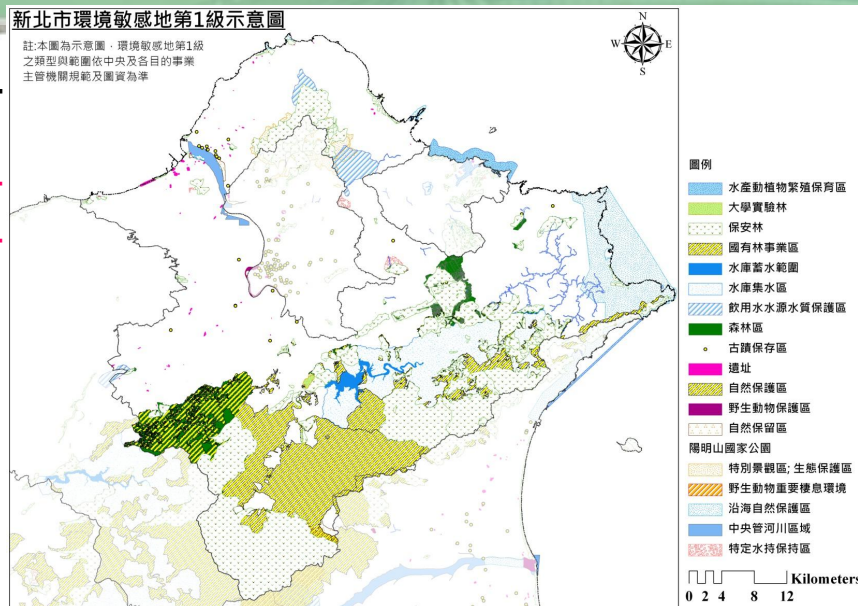 新北市環境敏感地第1級示意圖
註:本圖為示意圖，環境敏感地第1級
之類型與範圍依中央及各目的事業
主管機關規範及圖資為準
N
W E
S
圖例
水產動植物繁殖保育區
大學實驗林
保安林
國有林事業區
水庫蓄水範圍
水庫集水區
飲用水水源水質保護區
森林區
古蹟保存區
遺址
自然保護區
野生動物保護區
自然保留區
陽明山國家公園
特別景觀區; 生態保護區
野生動物重要棲息環境
沿海自然保護區
中央管河川區域
特定水持保持區
Kilometers
0 2 4 8 12